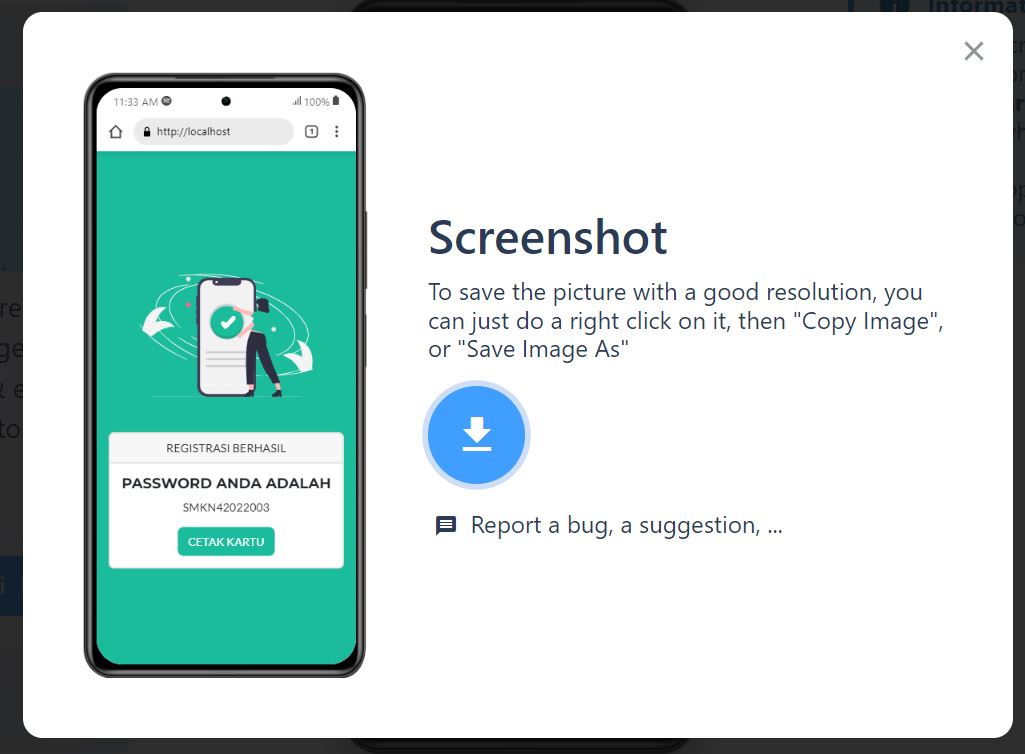 Informat
11:33 AM
100%
http://localhost
1
Screenshot
To save the picture with a good resolution, you
can just do a right click on it, then "Copy Image",
or "Save Image As"
REGISTRASI BERHASIL
PASSWORD ANDA ADALAH
SMKN42022003
CETAK KARTU
Report a bug, a suggestion, ...